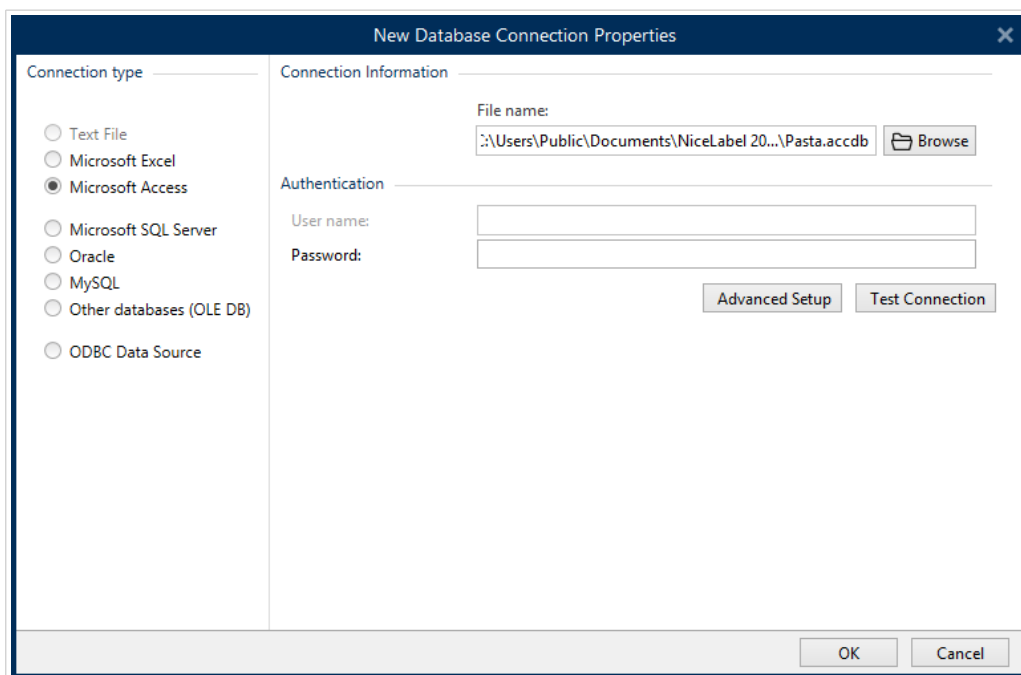 New Database Connection Properties
Connection type
Text File
Microsoft Excel
Microsoft Access
Microsoft SQL Server
Oracle
MySQL
Other databases (OLE DB)
ODBC Data Source
Connection Information
File name:
:\Users\Public\Documents\NiceLabel 20...\Pasta.accdb
Browse
Authentication
User name:
Password:
Advanced Setup
Test Connection
OK
Cancel